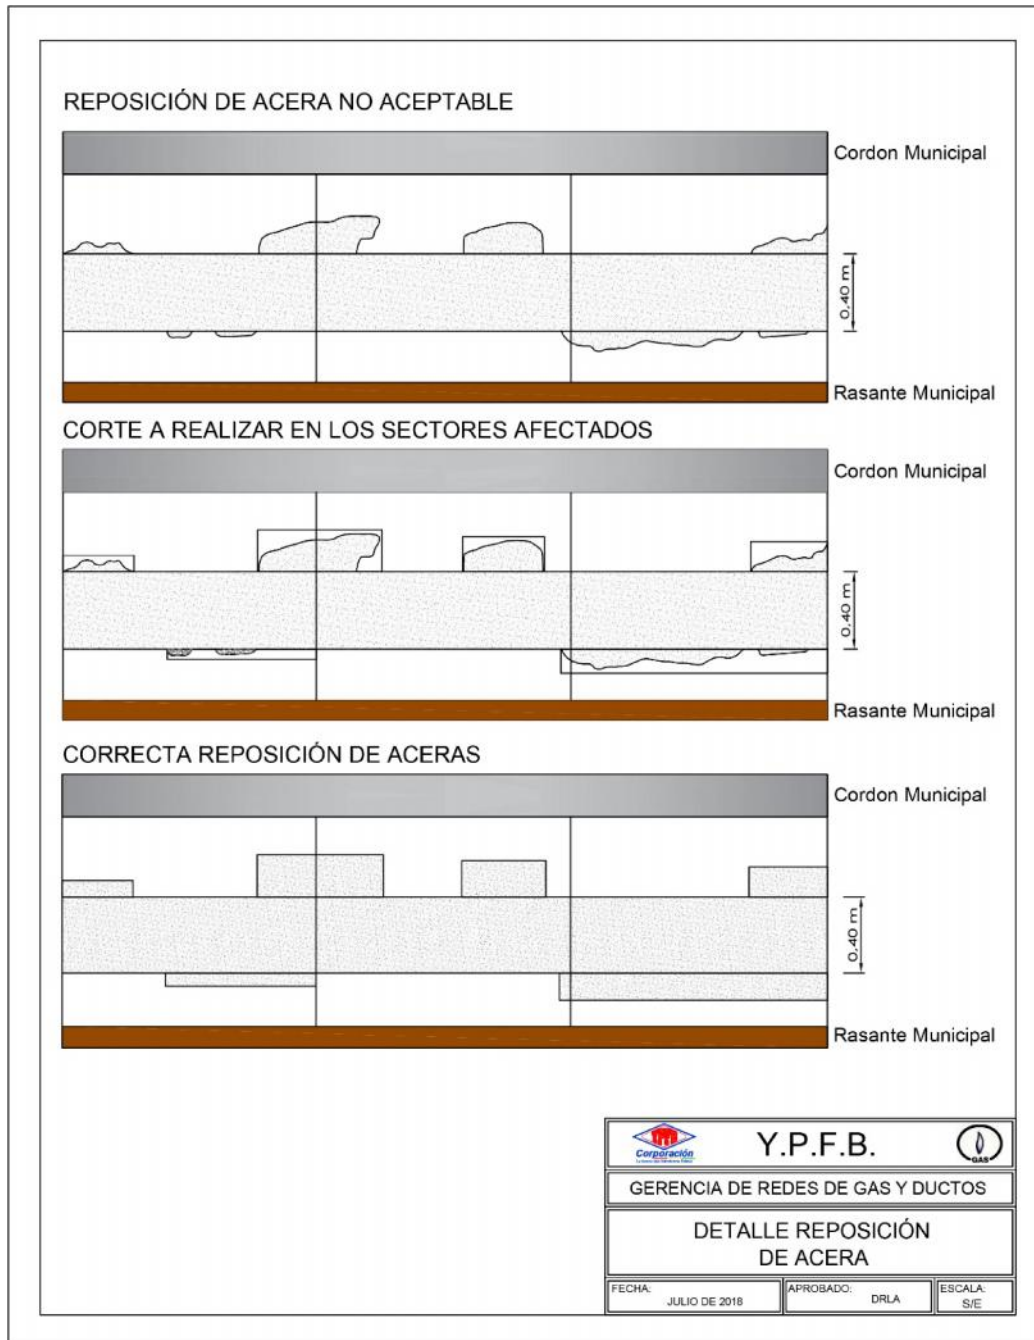 REPOSICIÓN DE ACERA NO ACEPTABLE
Cordon Municipal
0.40 m
Rasante Municipal
CORTE A REALIZAR EN LOS SECTORES AFECTADOS
Cordon Municipal
0.40 m
Rasante Municipal
CORRECTA REPOSICIÓN DE ACERAS
Cordon Municipal
0.40 m
Rasante Municipal
Corporación
Y.P.F.B.
GAS
GERENCIA DE REDES DE GAS Y DUCTOS
DETALLE REPOSICIÓN
DE ACERA
FECHA:
JULIO DE 2018
APROBADO:
DRLA
ESCALA:
S/E